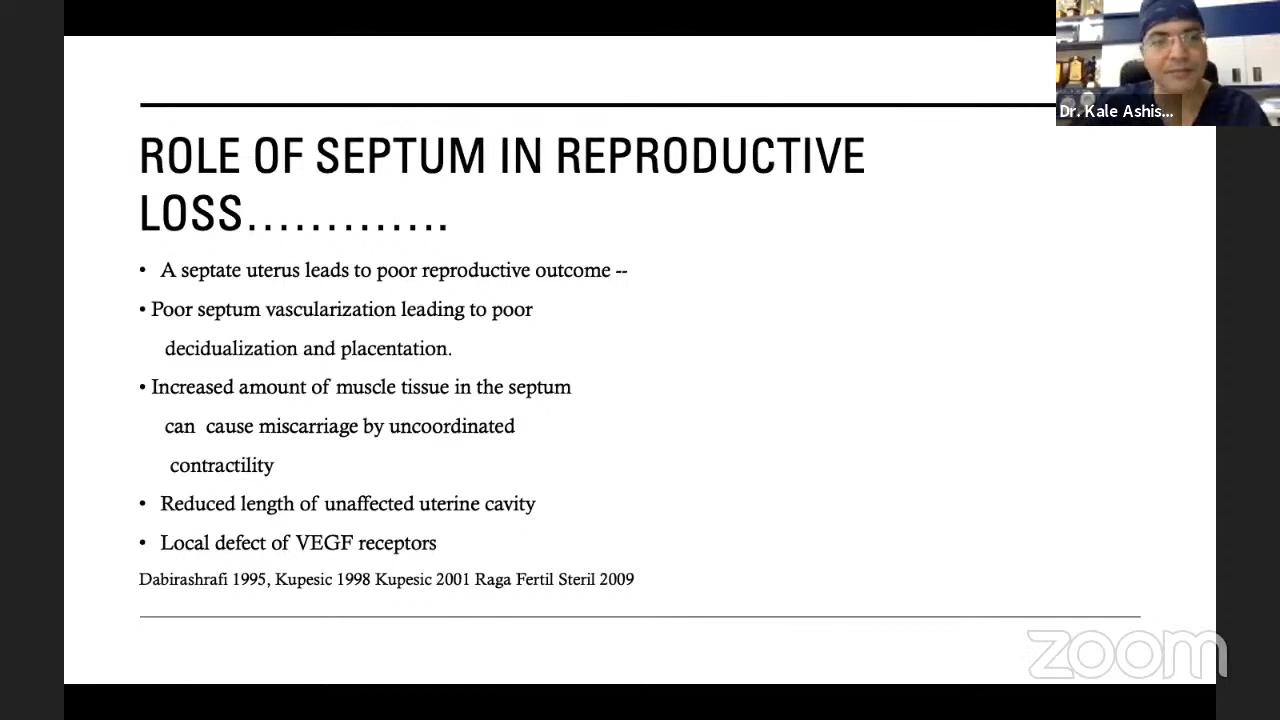 Dr. Kale Ashis...
ROLE OF SEPTUM IN REPRODUCTIVE
LOSS.............
• A septate uterus leads to poor reproductive outcome --
• Poor septum vascularization leading to poor
decidualization and placentation.
• Increased amount of muscle tissue in the septum
can cause miscarriage by uncoordinated
contractility
• Reduced length of unaffected uterine cavity
• Local defect of VEGF receptors
Dabirashrafi 1995, Kupesic 1998 Kupesic 2001 Raga Fertil Steril 2009
zoom